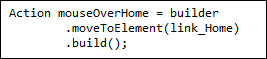 Action mouseOverHome = builder
.moveToElement(link_Home)
.build();